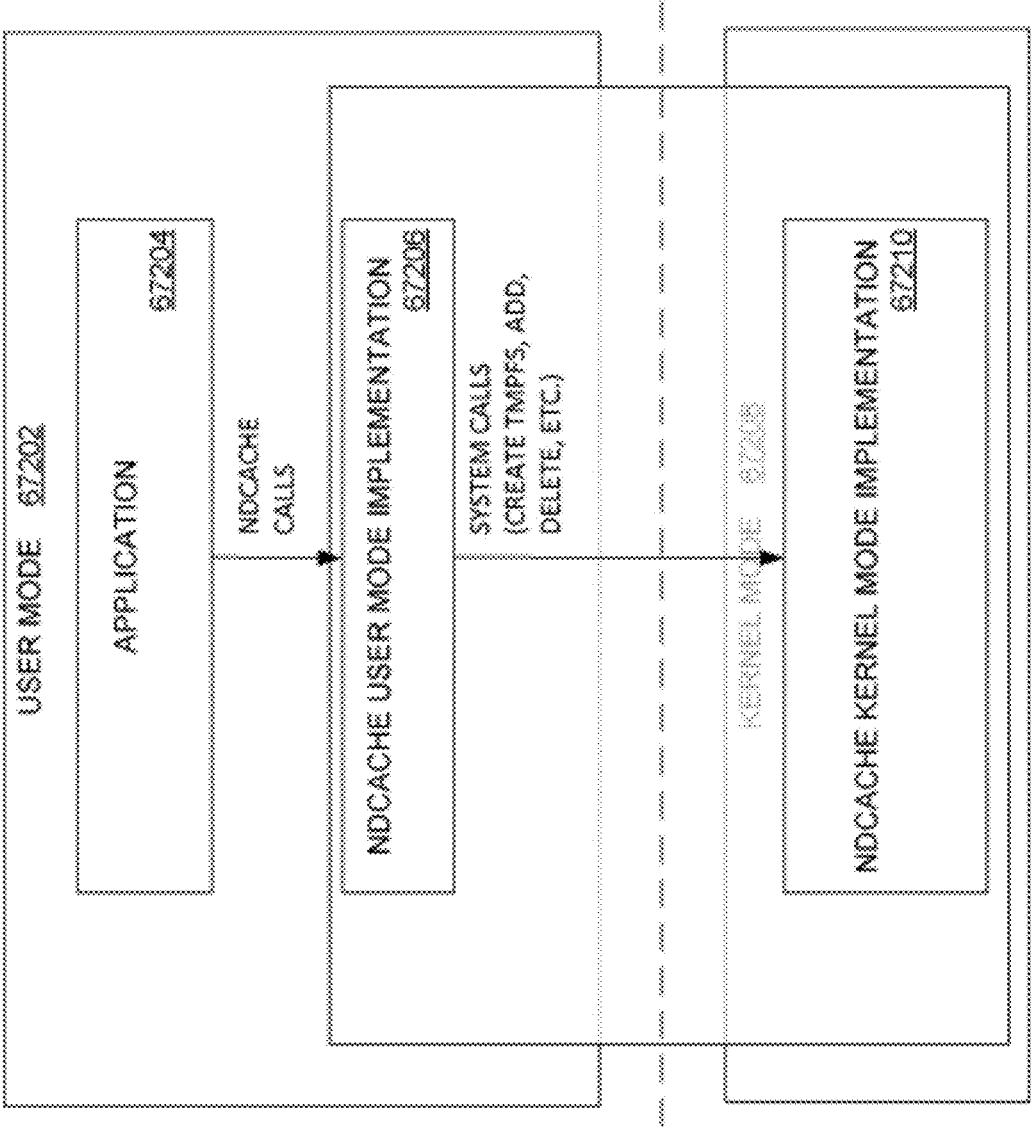 USER MODE 67202
APPLICATION
67204
NDCACHE
CALLS
NDCACHE USER MODE IMPLEMENTATION
67206
SYSTEM CALLS
(CREATE TMPFS, ADD,
DELETE, ETC.)
KERNEL MODE 67208
NDCACHE KERNEL MODE IMPLEMENTATION
67210